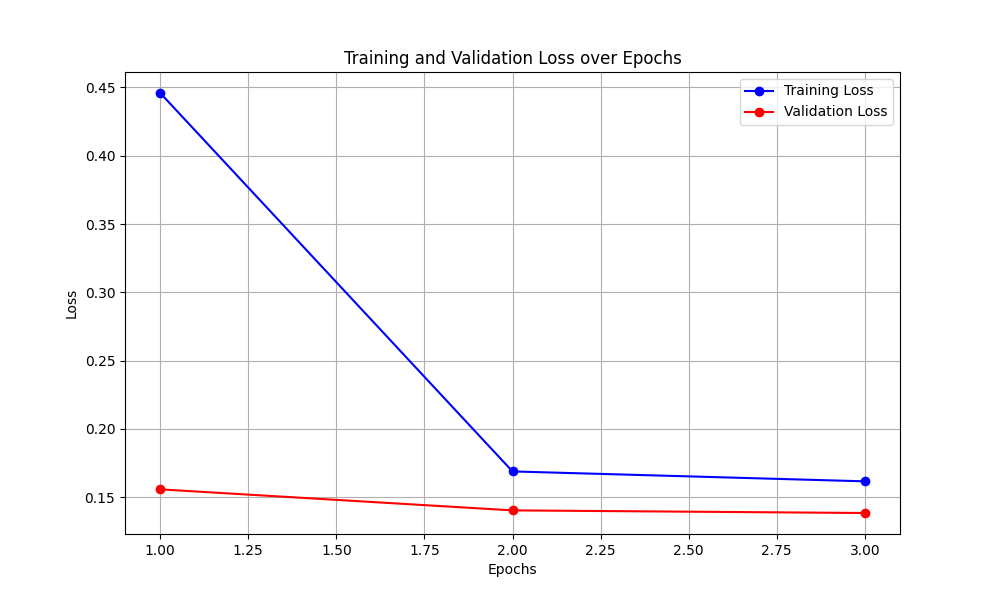 Training and Validation Loss over Epochs
Training Loss
Validation Loss
Loss
0.45
0.40
0.35
0.30
0.25
0.20
0.15
1.00 1.25 1.50 1.75 2.00 2.25 2.50 2.75 3.00
Epochs